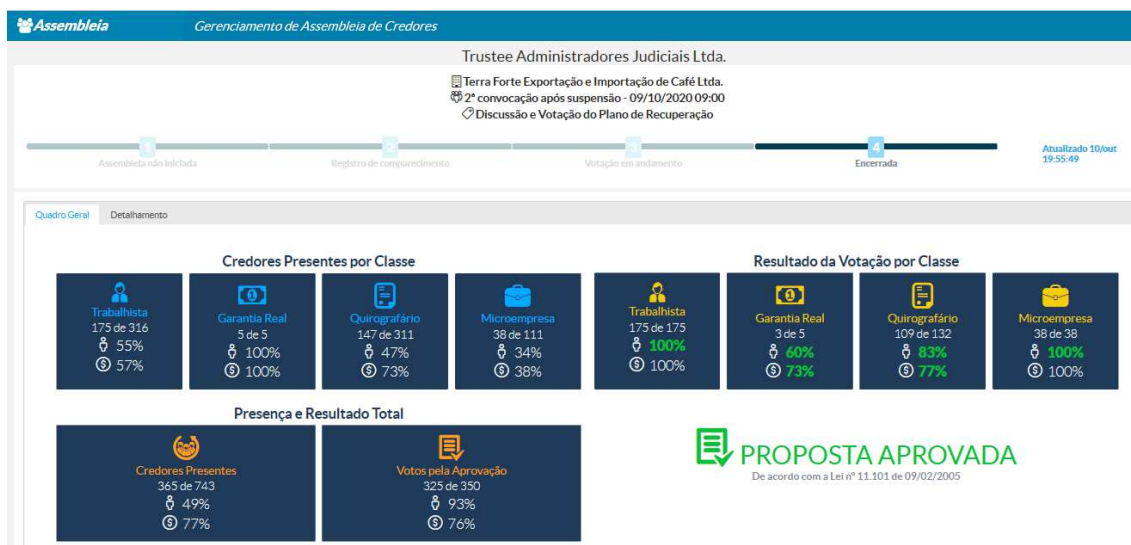 Assembleia
Gerenciamento de Assembleia de Credores
Trustee Administradores Judiciais Ltda.
Terra Forte Exportação e Importação de Café Ltda.
2ª convocação após suspensão - 09/10/2020 09:00
Discussão e Votação do Plano de Recuperação
1
Assembleia não iniciada
2
Registro de comparecimento
3
Votação em andamento
4
Encerrada
Atualizado 10/out
19:55:49
Quadro Geral
Detalhamento
Credores Presentes por Classe
Trabalhista
175 de 316
55%
57%
Garantia Real
5 de 5
100%
100%
Quirografário
147 de 311
47%
73%
Microempresa
38 de 111
34%
38%
Resultado da Votação por Classe
Trabalhista
175 de 175
100%
100%
Garantia Real
3 de 5
60%
73%
Quirografário
109 de 132
83%
77%
Microempresa
38 de 38
100%
100%
Presença e Resultado Total
Credores Presentes
365 de 743
49%
77%
Votos pela Aprovação
325 de 350
93%
76%
PROPOSTA APROVADA
De acordo com a Lei nº 11.101 de 09/02/2005